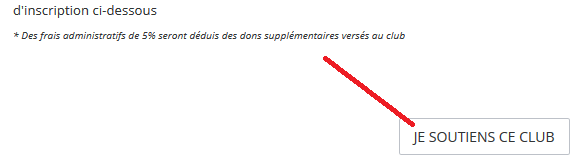 d'inscription ci-dessous
* Des frais administratifs de 5% seront déduis des dons supplémentaires versés au club
JE SOUTIENS CE CLUB